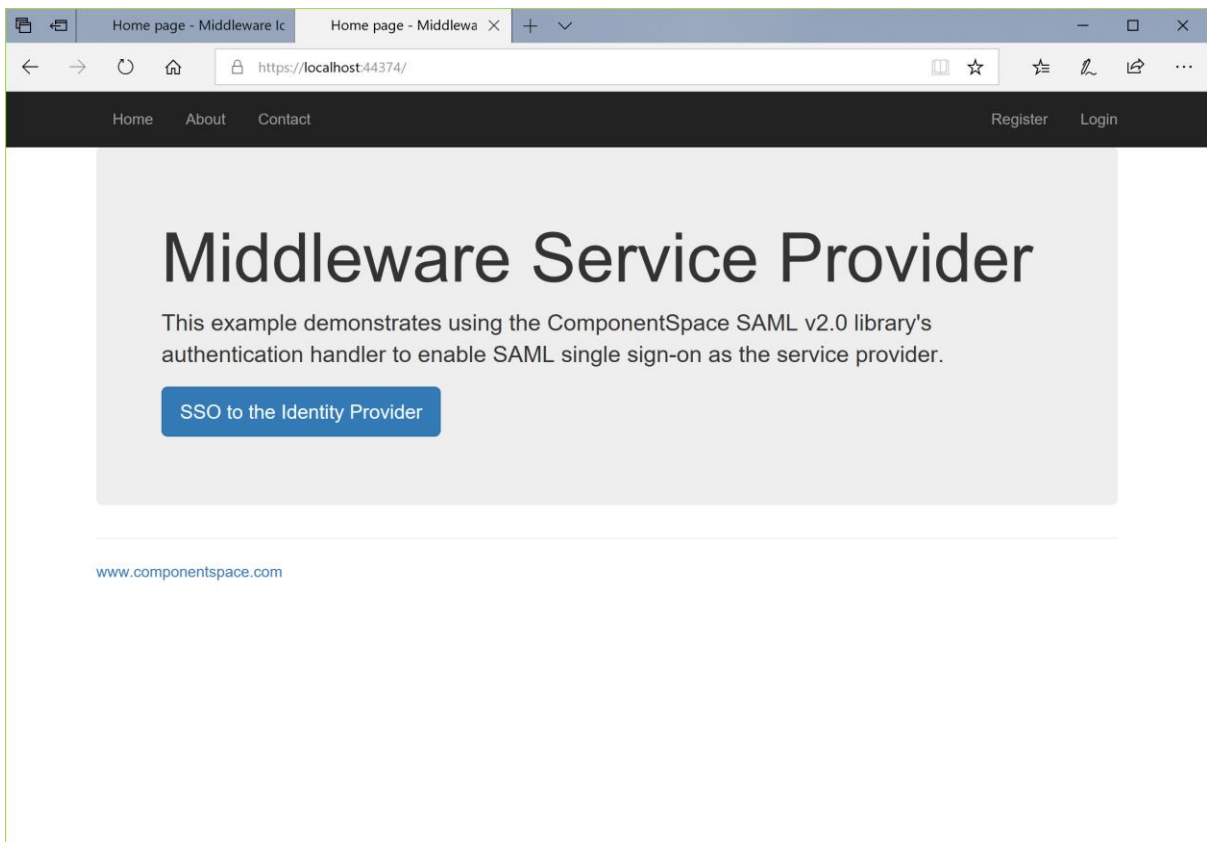 Home page - Middleware Ic
Home page - Middlewa
https://localhost:44374/
Home About Contact Register Login
Middleware Service Provider
This example demonstrates using the ComponentSpace SAML v2.0 library's
authentication handler to enable SAML single sign-on as the service provider.
SSO to the Identity Provider
www.componentspace.com